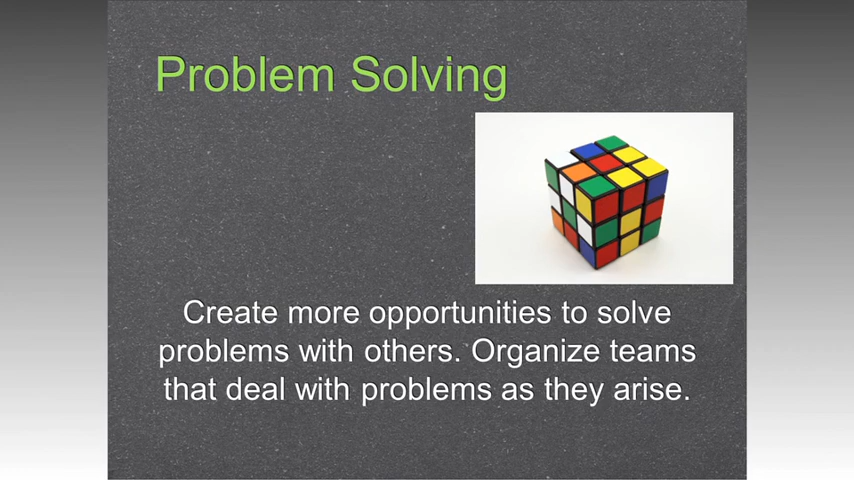 Problem Solving
Create more opportunities to solve
problems with others. Organize teams
that deal with problems as they arise.